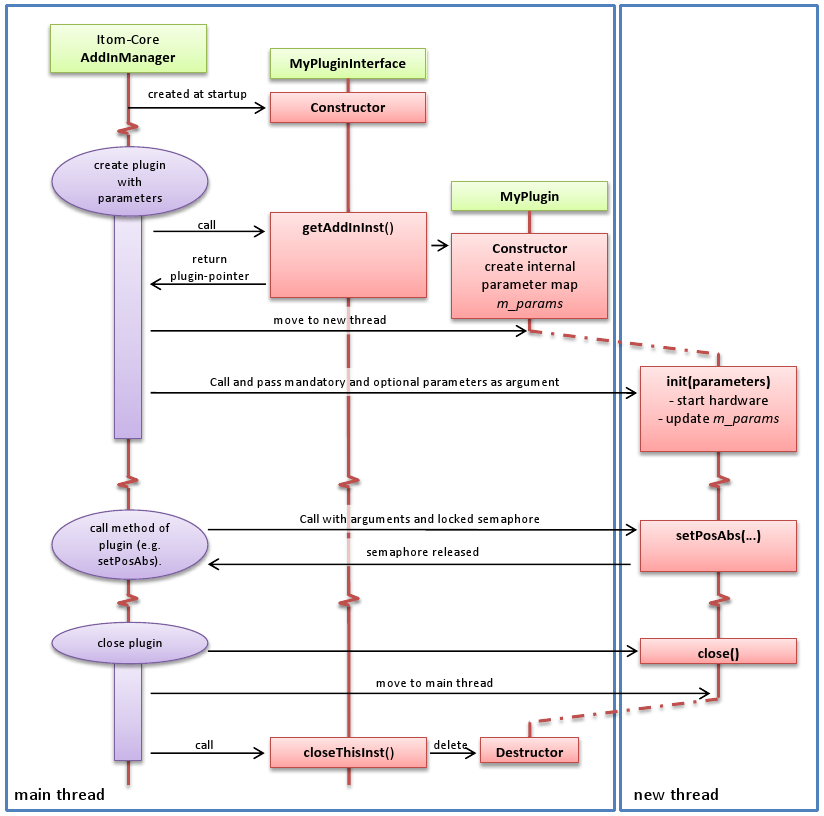 Itom-Core
AddInManager
MyPluginInterface
created at startup
Constructor
create plugin
with
parameters
MyPlugin
call
getAddInInst()
Constructor
create internal
parameter map
m_params
return
plugin-pointer
move to new thread
init(parameters)
- start hardware
- update m_params
Call and pass mandatory and optional parameters as argument
call method of
plugin (e.g.
setPosAbs).
Call with arguments and locked semaphore
setPosAbs(...)
semaphore released
close plugin
close()
move to main thread
call
closeThisInst()
delete
Destructor
main thread
new thread